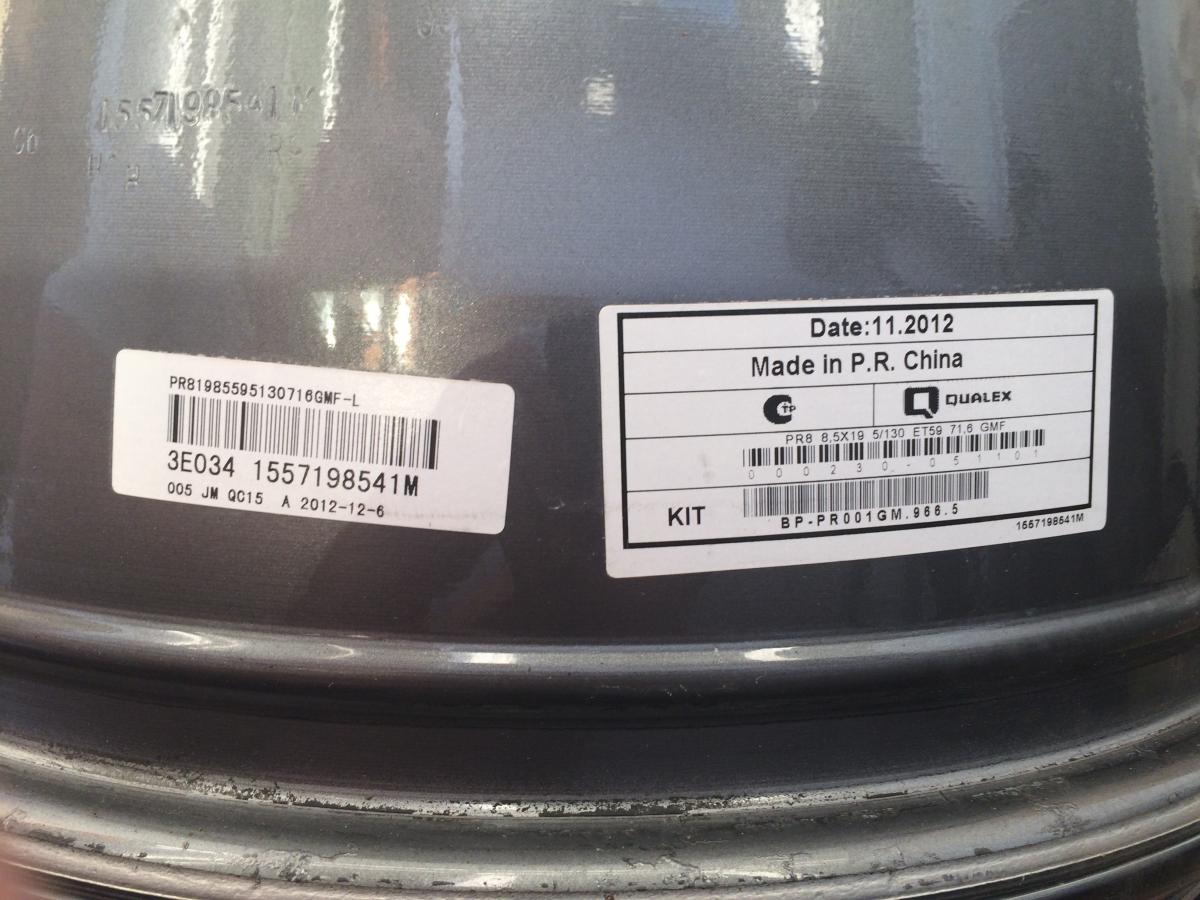 1557198541M
PR81985595130716GMF-L
3E034 1557198541M
005 JM QC15 A 2012-12-6
Date:11.2012
Made in P.R. China
QUALEX
PR8 8,5X19 5/130 ET59 71,6 GMF
000230.-051101
KIT
BP-PR001GM.966.5
1557198541M